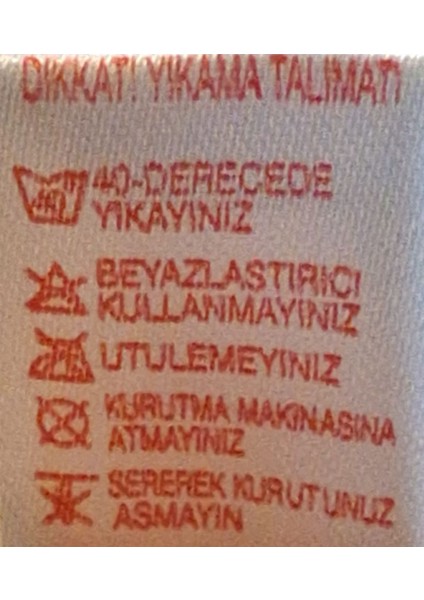 DIKKAT! YIKAMA TALIMATI
40-DERECEDE
YIKAYINIZ
BEYAZLASTIRICI
KULLANMAYINIZ
UTULEMEYINIZ
KURUTMA MAKINASINA
ATMAYINIZ
SEREREK KURUTUNUZ
ASMAYIN